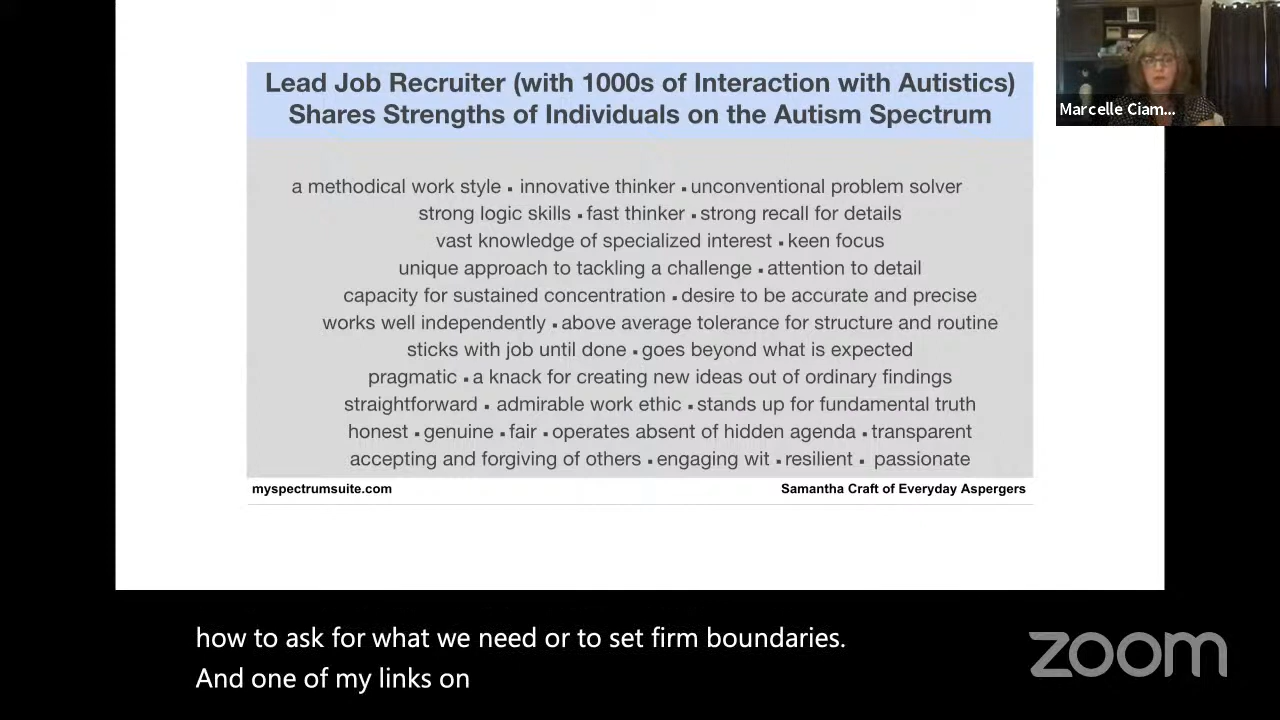 Lead Job Recruiter (with 1000s of Interaction with Autistics)
Shares Strengths of Individuals on the Autism Spectrum
a methodical work style ▪ innovative thinker ▪ unconventional problem solver
strong logic skills ▪ fast thinker ▪ strong recall for details
vast knowledge of specialized interest ▪ keen focus
unique approach to tackling a challenge ▪ attention to detail
capacity for sustained concentration ▪ desire to be accurate and precise
works well independently ▪ above average tolerance for structure and routine
sticks with job until done ▪ goes beyond what is expected
pragmatic ▪ a knack for creating new ideas out of ordinary findings
straightforward ▪ admirable work ethic ▪ stands up for fundamental truth
honest ▪ genuine ▪ fair ▪ operates absent of hidden agenda ▪ transparent
accepting and forgiving of others ▪ engaging wit ▪ resilient ▪ passionate
myspectrumsuite.com
Samantha Craft of Everyday Aspergers
Marcelle Ciam...
how to ask for what we need or to set firm boundaries.
And one of my links on
zoom